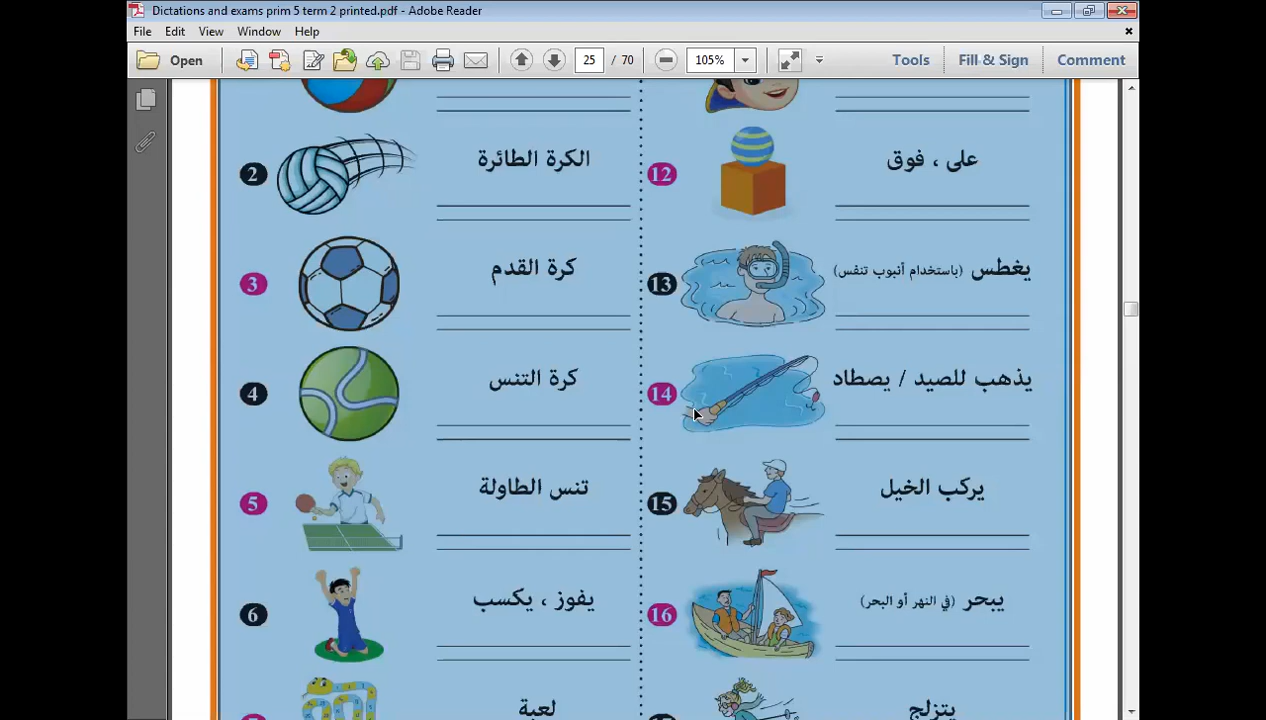 Dictations and exams prim 5 term 2 printed.pdf - Adobe Reader
File Edit View Window Help
Open 25 / 70 105% Tools Fill & Sign Comment
2 الكرة الطائرة
3 كرة القدم
4 كرة التنس
5 تنس الطاولة
6 يفوز ، يكسب
لعبة
12 على ، فوق
13 يغطس (باستخدام أنبوب تنفس)
14 يذهب للصيد / يصطاد
15 يركب الخيل
16 يبحر (في النهر أو البحر)
يتزلج